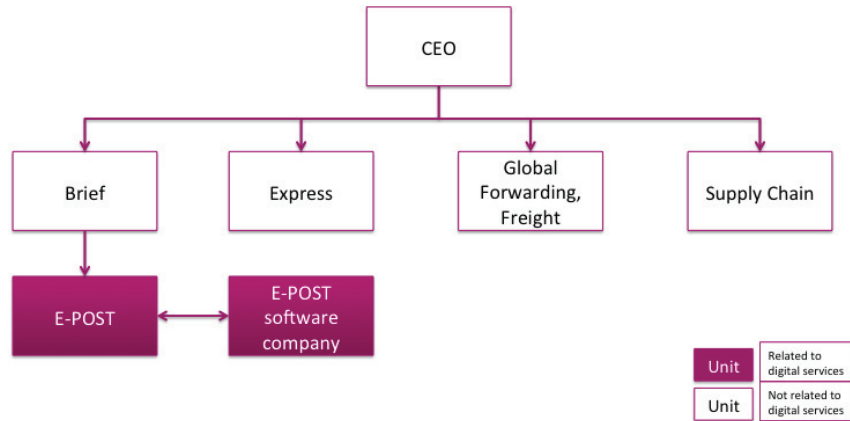 CEO
Brief
Express
Global
Forwarding,
Freight
Supply Chain
E-POST
E-POST
software
company
Unit
Related to
digital services
Unit
Not related to
digital services